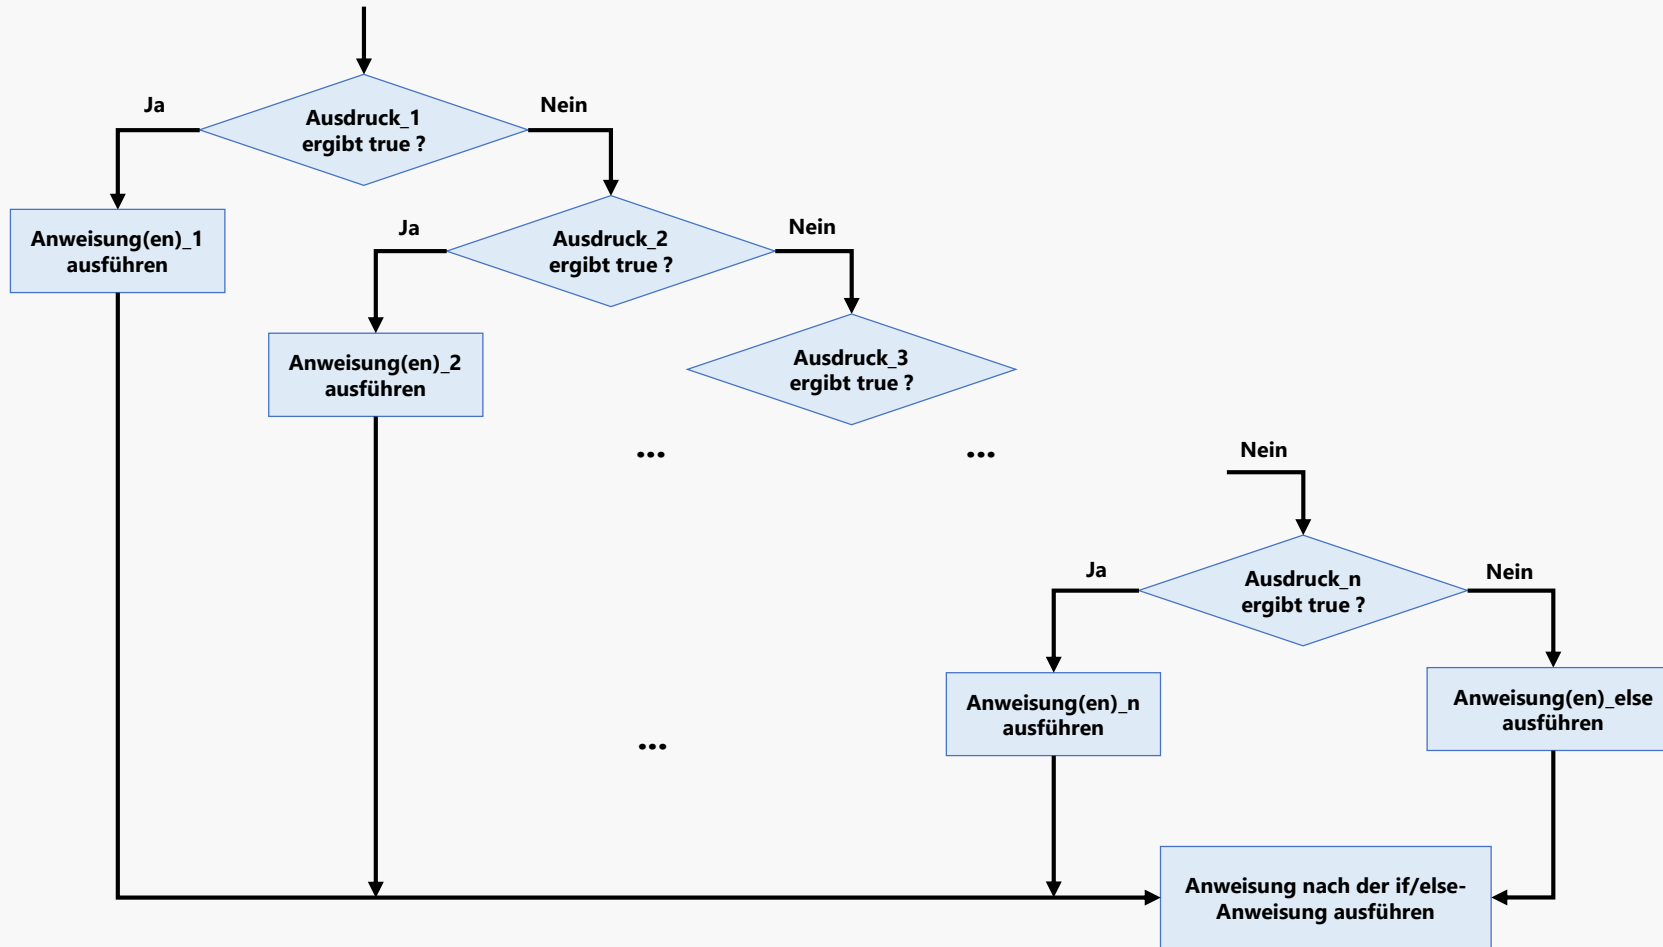 Ja
Nein
Ausdruck_1
ergibt true ?
Anweisung(en)_1
ausführen
Ja
Nein
Ausdruck_2
ergibt true ?
Anweisung(en)_2
ausführen
Ausdruck_3
ergibt true ?
...
...
Nein
Ja
Nein
Ausdruck_n
ergibt true ?
Anweisung(en)_n
ausführen
Anweisung(en)_else
ausführen
...
Anweisung nach der if/else-
Anweisung ausführen